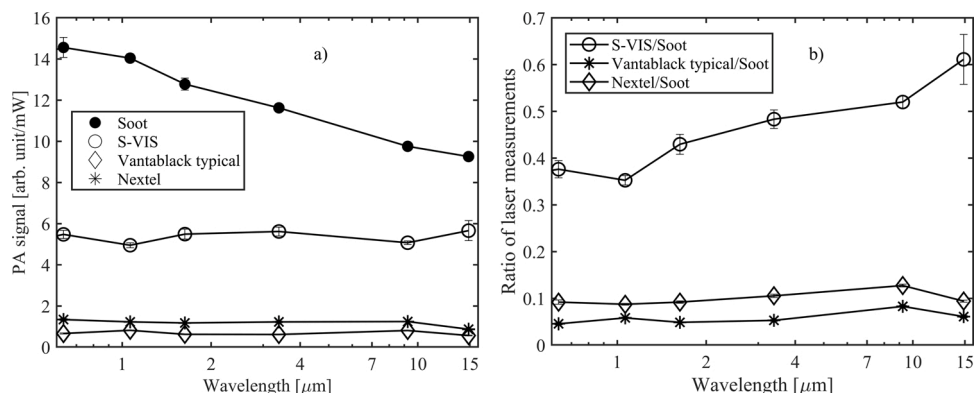 16
14
12
10
8
6
4
2
0
PA signal [arb. unit/mW]
a)
Soot
S-VIS
Vantablack typical
Nextel
1
2
4
7
10
15
Wavelength [μm]
0.7
0.6
0.5
0.4
0.3
0.2
0.1
0
Ratio of laser measurements
b)
S-VIS/Soot
Vantablack typical/Soot
Nextel/Soot
1
2
4
7
10
15
Wavelength [μm]